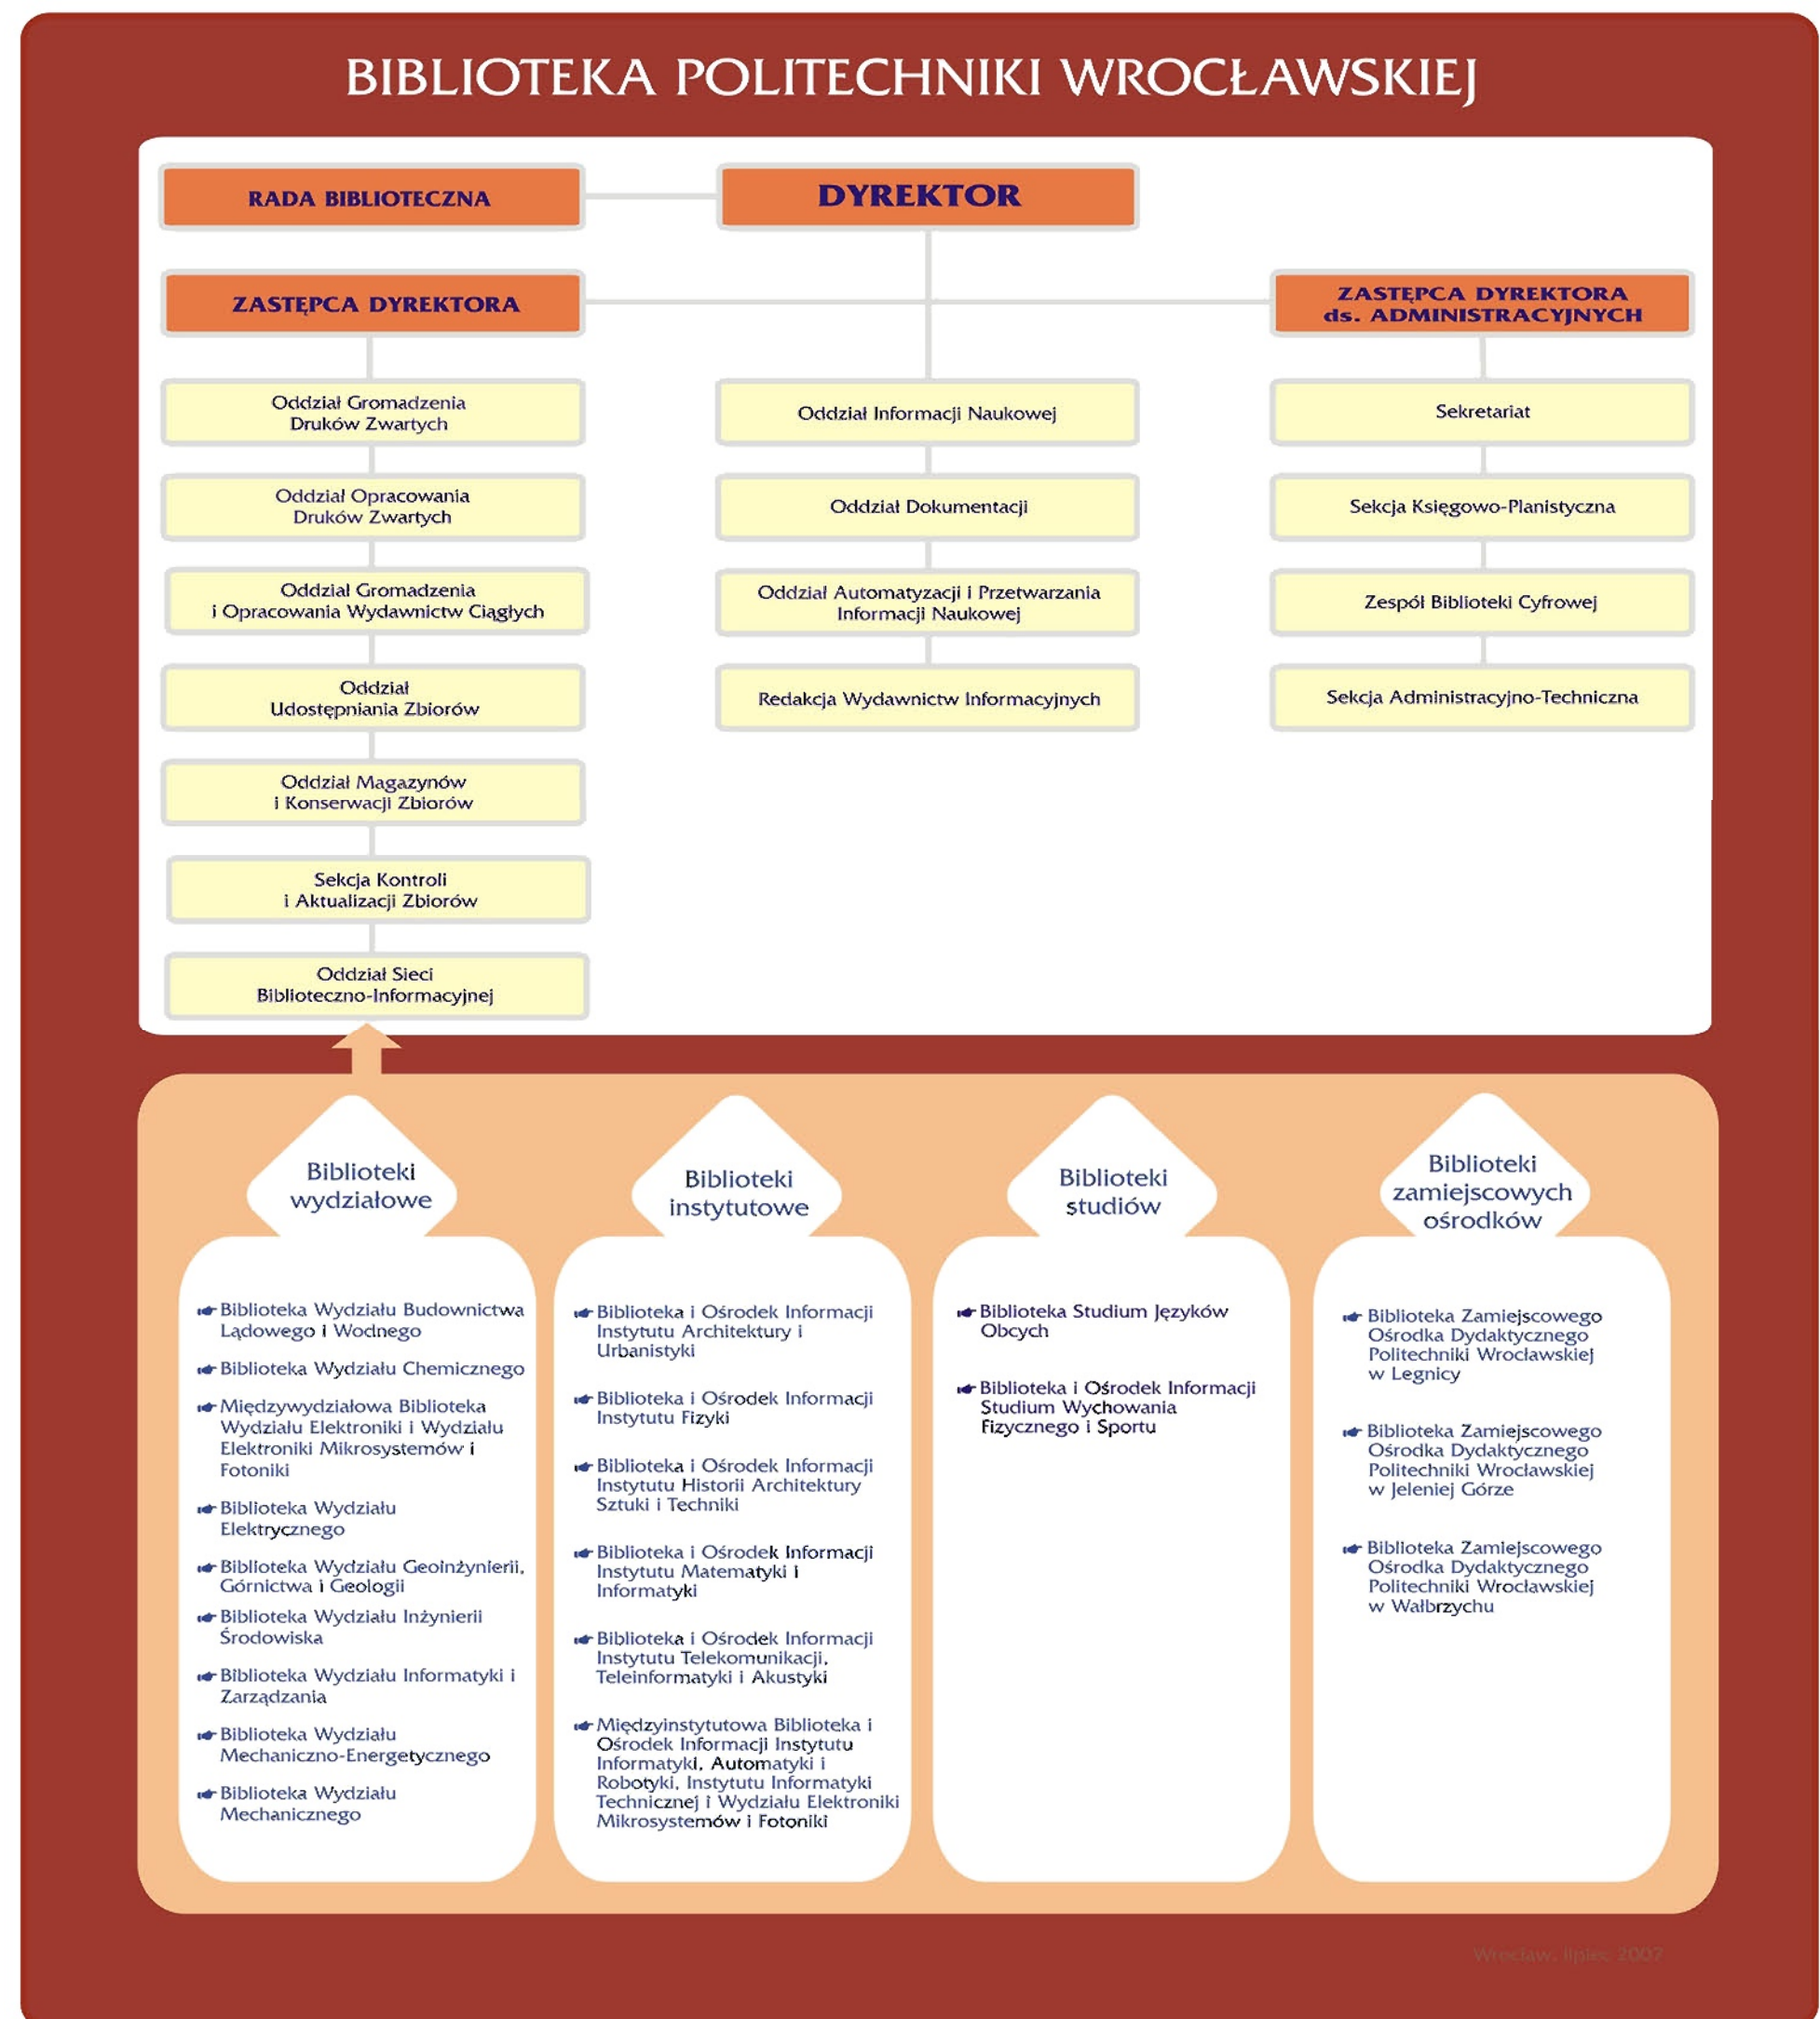 BIBLIOTEKA POLITECHNIKI WROCŁAWSKIEJ
RADA BIBLIOTECZNA
DYREKTOR
ZASTĘPCA DYREKTORA
ZASTĘPCA DYREKTORA
ds. ADMINISTRACYJNYCH
Oddział Gromadzenia
Druków Zwartych
Oddział Opracowania
Druków Zwartych
Oddział Gromadzenia
i Opracowania Wydawnictw Ciągłych
Oddział
Udostępniania Zbiorów
Oddział Magazynów
i Konserwacji Zbiorów
Sekcja Kontroli
i Aktualizacji Zbiorów
Oddział Sieci
Biblioteczno-Informacyjnej
Oddział Informacji Naukowej
Oddział Dokumentacji
Oddział Automatyzacji i Przetwarzania
Informacji Naukowej
Redakcja Wydawnictw Informacyjnych
Sekretariat
Sekcja Księgowo-Planistyczna
Zespół Biblioteki Cyfrowej
Sekcja Administracyjno-Techniczna
Biblioteki
wydziałowe
Biblioteka Wydziału Budownictwa
Lądowego i Wodnego
Biblioteka Wydziału Chemicznego
Międzywydziałowa Biblioteka
Wydziału Elektroniki i Wydziału
Elektroniki Mikrosystemów i
Fotoniki
Biblioteka Wydziału
Elektrycznego
Biblioteka Wydziału Geoinżynierii,
Górnictwa i Geologii
Biblioteka Wydziału Inżynierii
Środowiska
Biblioteka Wydziału Informatyki i
Zarządzania
Biblioteka Wydziału
Mechaniczno-Energetycznego
Biblioteka Wydziału
Mechanicznego
Biblioteki
instytutowe
Biblioteka i Ośrodek Informacji
Instytutu Architektury i
Urbanistyki
Biblioteka i Ośrodek Informacji
Instytutu Fizyki
Biblioteka i Ośrodek Informacji
Instytutu Historii Architektury
Sztuki i Techniki
Biblioteka i Ośrodek Informacji
Instytutu Matematyki i
Informatyki
Biblioteka i Ośrodek Informacji
Instytutu Telekomunikacji,
Teleinformatyki i Akustyki
Międzyinstytutowa Biblioteka i
Ośrodek Informacji Instytutu
Informatyki, Automatyki i
Robotyki, Instytutu Informatyki
Technicznej i Wydziału Elektroniki
Mikrosystemów i Fotoniki
Biblioteki
studiów
Biblioteka Studium Języków
Obcych
Biblioteka i Ośrodek Informacji
Studium Wychowania
Fizycznego i Sportu
Biblioteki
zamiejscowych
ośrodków
Biblioteka Zamiejscowego
Ośrodka Dydaktycznego
Politechniki Wrocławskiej
w Legnicy
Biblioteka Zamiejscowego
Ośrodka Dydaktycznego
Politechniki Wrocławskiej
w Jeleniej Górze
Biblioteka Zamiejscowego
Ośrodka Dydaktycznego
Politechniki Wrocławskiej
w Wałbrzychu
Wrocław, lipiec 2007